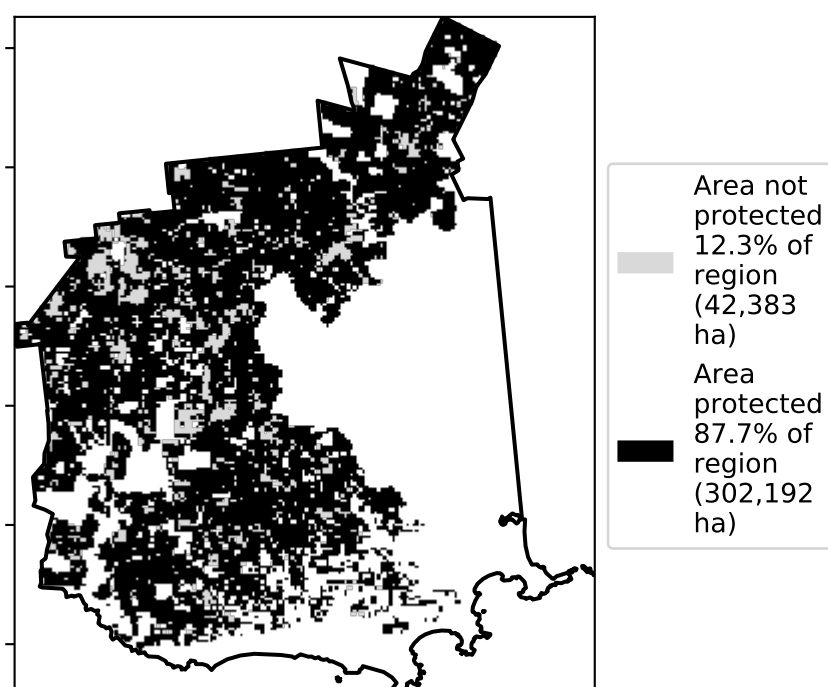 Area not
protected
12.3% of
region
(42,383
ha)
Area
protected
87.7% of
region
(302,192
ha)